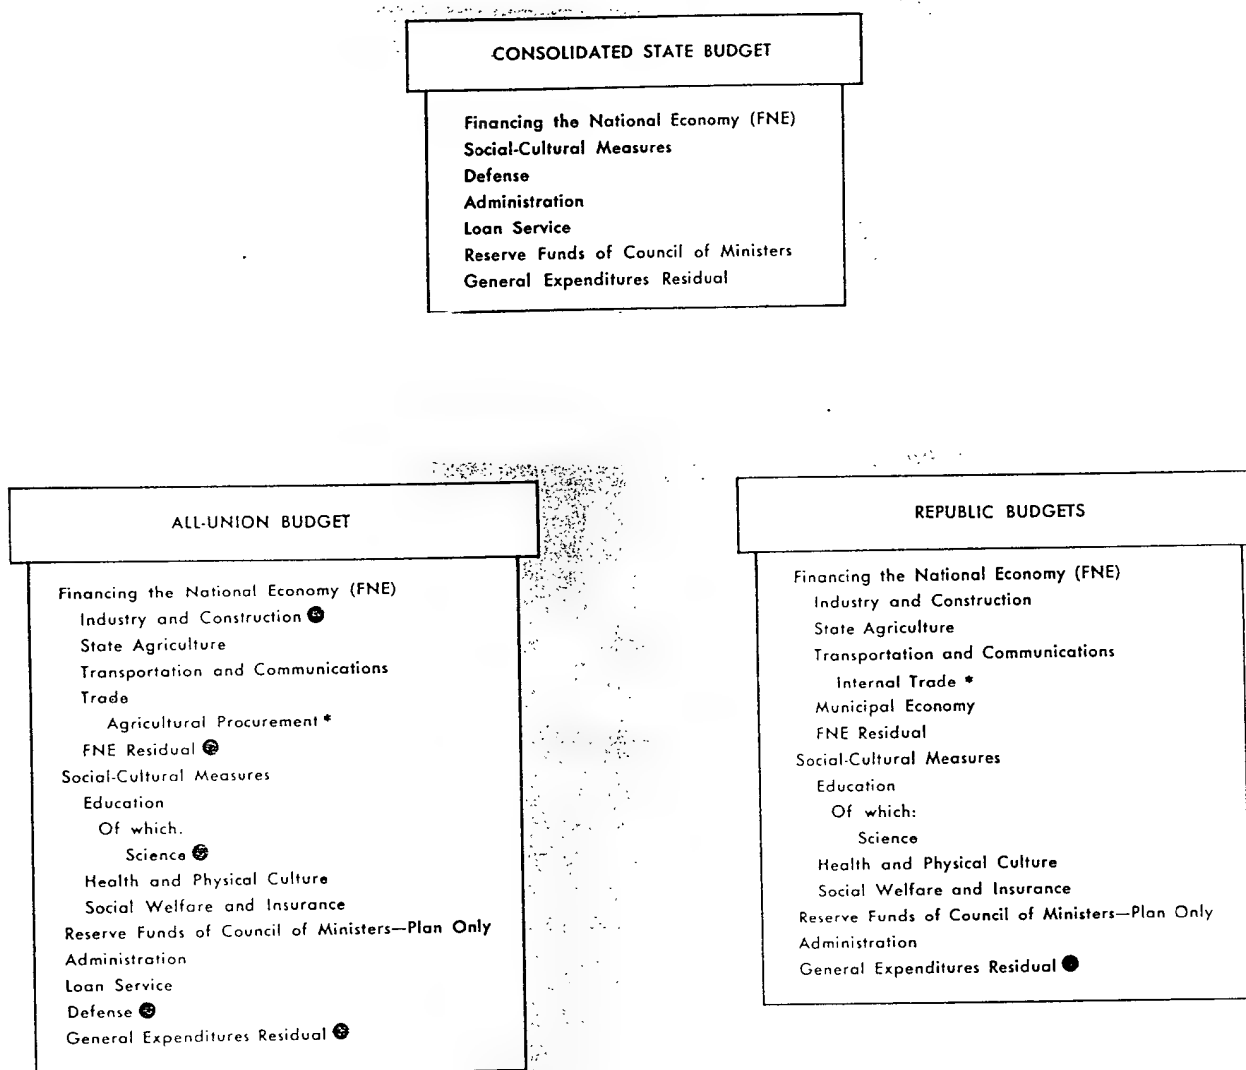 CONSOLIDATED STATE BUDGET
Financing the National Economy (FNE)
Social-Cultural Measures
Defense
Administration
Loan Service
Reserve Funds of Council of Ministers
General Expenditures Residual
ALL-UNION BUDGET
Financing the National Economy (FNE)
Industry and Construction ●
State Agriculture
Transportation and Communications
Trade
Agricultural Procurement *
FNE Residual ●
Social-Cultural Measures
Education
Of which.
Science ●
Health and Physical Culture
Social Welfare and Insurance
Reserve Funds of Council of Ministers—Plan Only
Administration
Loan Service
Defense ●
General Expenditures Residual ●
REPUBLIC BUDGETS
Financing the National Economy (FNE)
Industry and Construction
State Agriculture
Transportation and Communications
Internal Trade *
Municipal Economy
FNE Residual
Social-Cultural Measures
Education
Of which:
Science
Health and Physical Culture
Social Welfare and Insurance
Reserve Funds of Council of Ministers—Plan Only
Administration
General Expenditures Residual ●